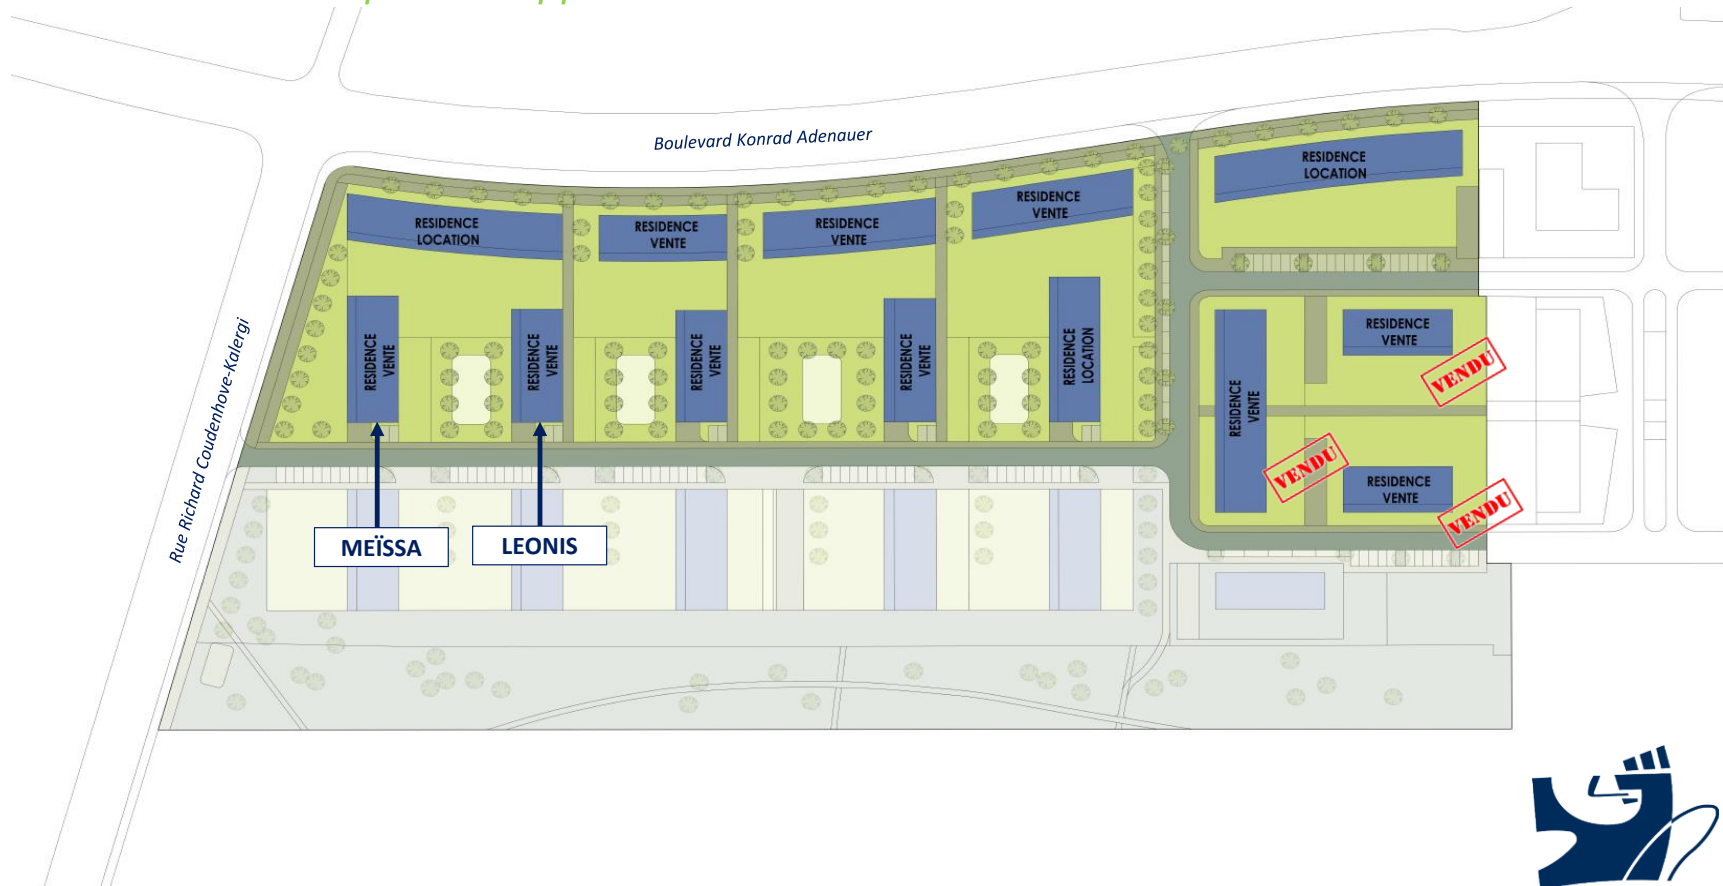 Boulevard Konrad Adenauer
RESIDENCE
LOCATION
RESIDENCE
VENTE
RESIDENCE
VENTE
RESIDENCE
VENTE
RESIDENCE
LOCATION
RESIDENCE
VENTE
RESIDENCE
VENTE
RESIDENCE
VENTE
RESIDENCE
VENTE
RESIDENCE
LOCATION
RESIDENCE
VENTE
RESIDENCE
VENTE
VENDU
VENDU
RESIDENCE
VENTE
VENDU
Rue Richard Coudenhove-Kalergi
MEÏSSA
LEONIS